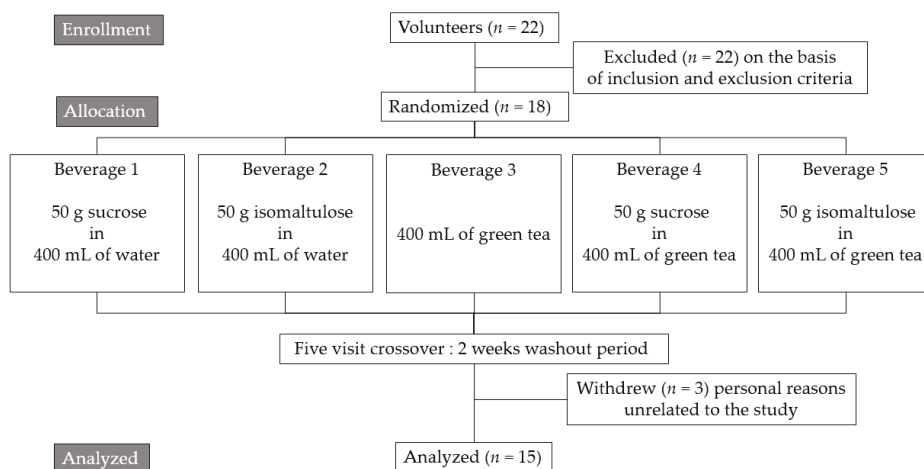 Enrollment
Volunteers (n = 22)
Excluded (n = 22) on the basis
of inclusion and exclusion criteria
Allocation
Randomized (n = 18)
Beverage 1
50 g sucrose
in
400 mL of water
Beverage 2
50 g isomaltulose
in
400 mL of water
Beverage 3
400 mL of green tea
Beverage 4
50 g sucrose
in
400 mL of green tea
Beverage 5
50 g isomaltulose
in
400 mL of green tea
Five visit crossover : 2 weeks washout period
Withdrew (n = 3) personal reasons
unrelated to the study
Analyzed
Analyzed (n = 15)